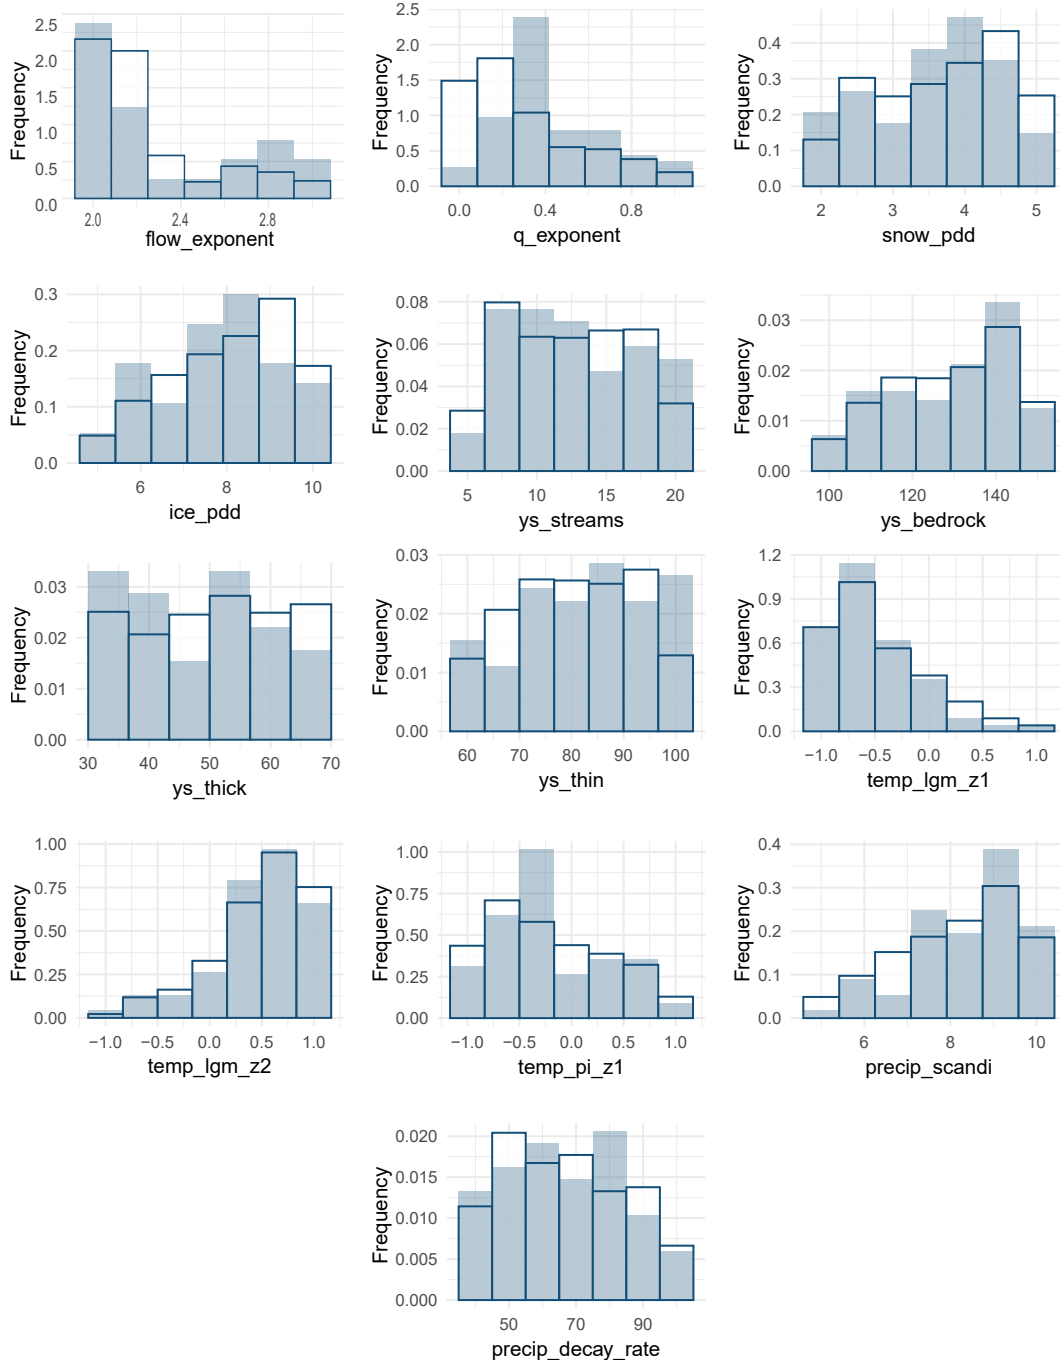 2.5
2.0
1.5
1.0
0.5
0.0
Frequency
2.0 2.4 2.8
flow_exponent
2.5
2.0
1.5
1.0
0.5
0.0
Frequency
0.0 0.4 0.8
q_exponent
0.4
0.3
0.2
0.1
0.0
Frequency
2 3 4 5
snow_pdd
0.3
0.2
0.1
0.0
Frequency
6 8 10
ice_pdd
0.08
0.06
0.04
0.02
0.00
Frequency
5 10 15 20
ys_streams
0.03
0.02
0.01
0.00
Frequency
100 120 140
ys_bedrock
0.03
0.02
0.01
0.00
Frequency
30 40 50 60 70
ys_thick
0.03
0.02
0.01
0.00
Frequency
60 70 80 90 100
ys_thin
1.2
0.9
0.6
0.3
0.0
Frequency
−1.0 −0.5 0.0 0.5 1.0
temp_lgm_z1
1.00
0.75
0.50
0.25
0.00
Frequency
−1.0 −0.5 0.0 0.5 1.0
temp_lgm_z2
1.00
0.75
0.50
0.25
0.00
Frequency
−1.0 −0.5 0.0 0.5 1.0
temp_pi_z1
0.4
0.3
0.2
0.1
0.0
Frequency
6 8 10
precip_scandi
0.020
0.015
0.010
0.005
0.000
Frequency
50 70 90
precip_decay_rate